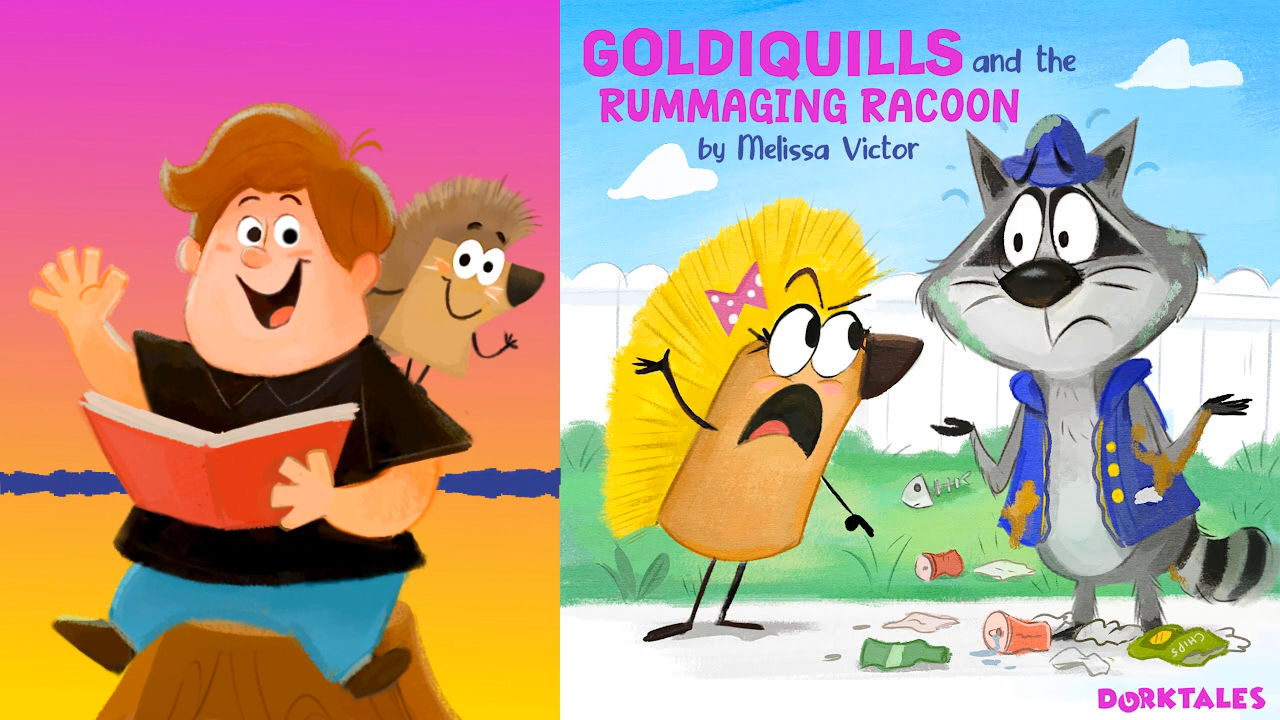 GOLDIQUILLS and the
RUMMAGING RACOON
by Melissa Victor
CHIPS
DORKTALES